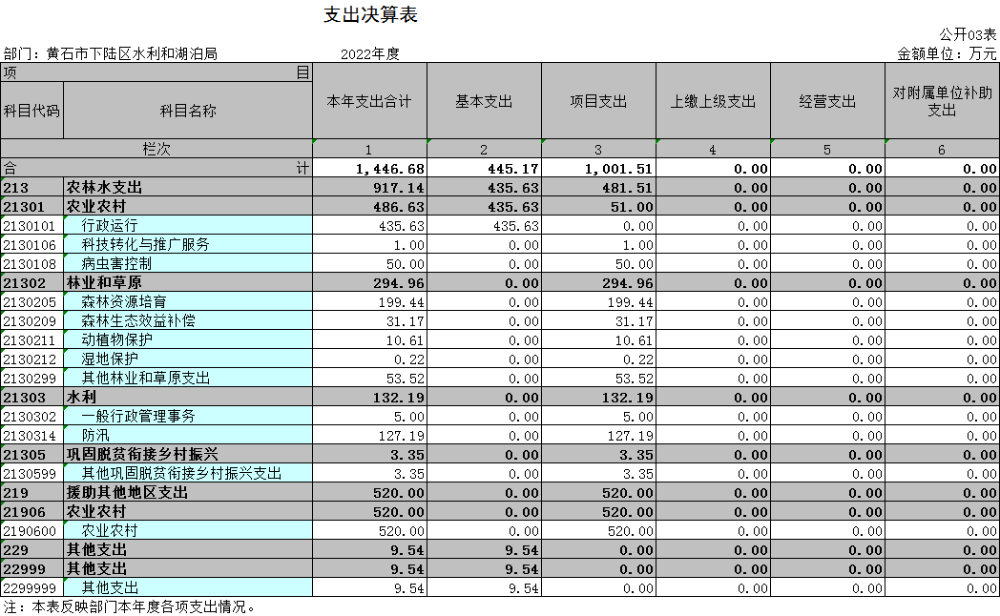 支出决算表
公开03表
部门：黄石市下陆区水利和湖泊局 2022年度 金额单位：万元
项 目 本年支出合计 基本支出 项目支出 上缴上级支出 经营支出 对附属单位补助支出
科目代码 科目名称
栏次 1 2 3 4 5 6
合 计 1,446.68 445.17 1,001.51 0.00 0.00 0.00
213 农林水支出 917.14 435.63 481.51 0.00 0.00 0.00
21301 农业农村 486.63 435.63 51.00 0.00 0.00 0.00
2130101 行政运行 435.63 435.63 0.00 0.00 0.00 0.00
2130106 科技转化与推广服务 1.00 0.00 1.00 0.00 0.00 0.00
2130108 病虫害控制 50.00 0.00 50.00 0.00 0.00 0.00
21302 林业和草原 294.96 0.00 294.96 0.00 0.00 0.00
2130205 森林资源培育 199.44 0.00 199.44 0.00 0.00 0.00
2130209 森林生态效益补偿 31.17 0.00 31.17 0.00 0.00 0.00
2130211 动植物保护 10.61 0.00 10.61 0.00 0.00 0.00
2130212 湿地保护 0.22 0.00 0.22 0.00 0.00 0.00
2130299 其他林业和草原支出 53.52 0.00 53.52 0.00 0.00 0.00
21303 水利 132.19 0.00 132.19 0.00 0.00 0.00
2130302 一般行政管理事务 5.00 0.00 5.00 0.00 0.00 0.00
2130314 防汛 127.19 0.00 127.19 0.00 0.00 0.00
21305 巩固脱贫衔接乡村振兴 3.35 0.00 3.35 0.00 0.00 0.00
2130599 其他巩固脱贫衔接乡村振兴支出 3.35 0.00 3.35 0.00 0.00 0.00
219 援助其他地区支出 520.00 0.00 520.00 0.00 0.00 0.00
21906 农业农村 520.00 0.00 520.00 0.00 0.00 0.00
2190600 农业农村 520.00 0.00 520.00 0.00 0.00 0.00
229 其他支出 9.54 9.54 0.00 0.00 0.00 0.00
22999 其他支出 9.54 9.54 0.00 0.00 0.00 0.00
2299999 其他支出 9.54 9.54 0.00 0.00 0.00 0.00
注：本表反映部门本年度各项支出情况。